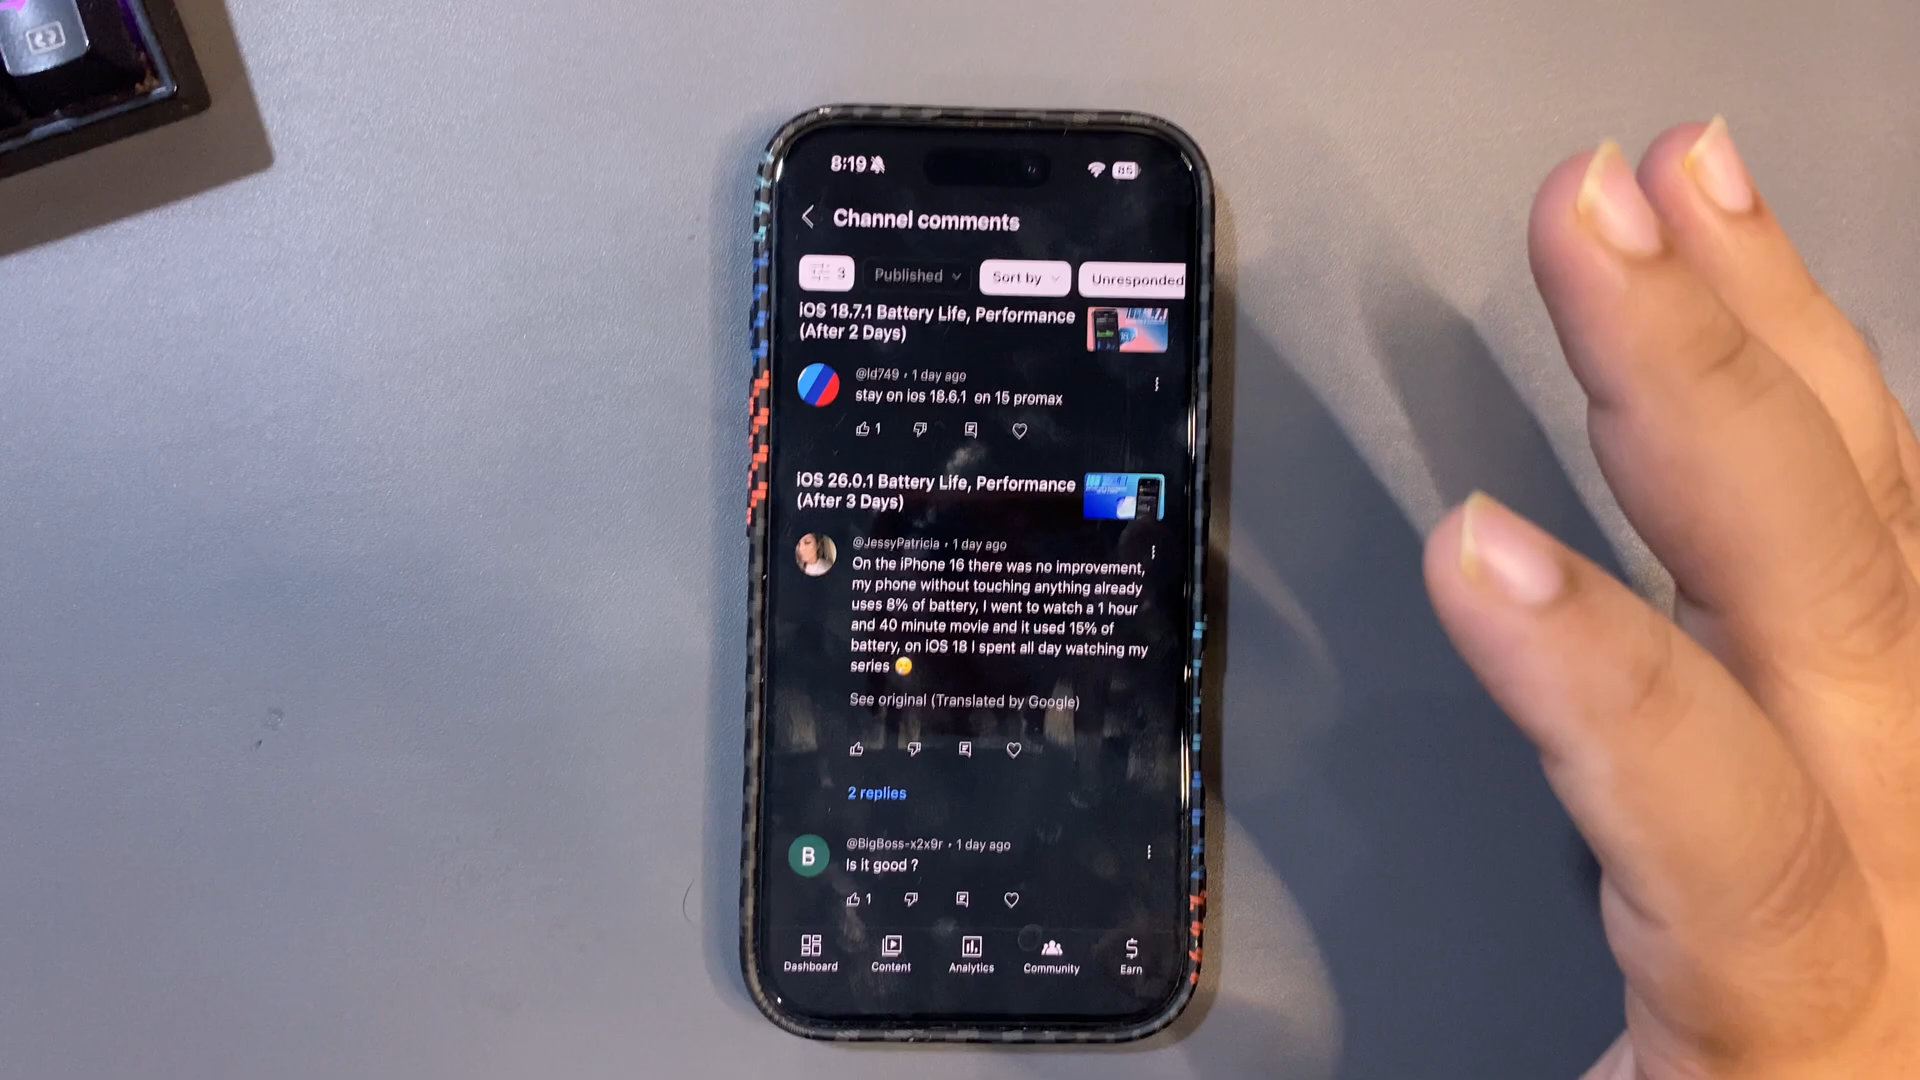 8:19
85
Channel comments
3
Published
Sort by
Unresponded
iOS 18.7.1 Battery Life, Performance
(After 2 Days)
@ld749 • 1 day ago
stay on ios 18.6.1 on 15 promax
1
iOS 26.0.1 Battery Life, Performance
(After 3 Days)
@JessyPatricia • 1 day ago
On the iPhone 16 there was no improvement,
my phone without touching anything already
uses 8% of battery, I went to watch a 1 hour
and 40 minute movie and it used 15% of
battery, on iOS 18 I spent all day watching my
series 😢
See original (Translated by Google)
2 replies
B
@BigBoss-x2x9r • 1 day ago
Is it good ?
1
Dashboard
Content
Analytics
Community
Earn